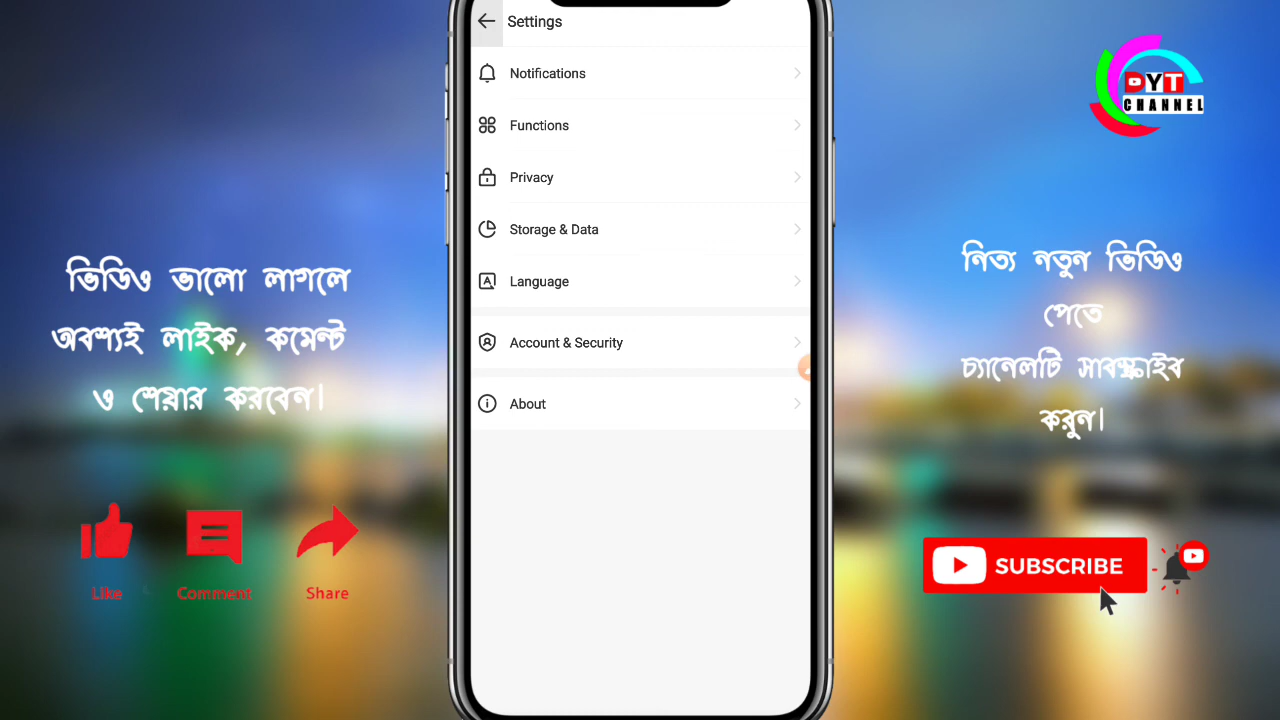 Settings
Notifications
Functions
Privacy
Storage & Data
Language
Account & Security
About
DYT
CHANNEL
ভিডিও ভালো লাগলে
অবশ্যই লাইক, কমেন্ট
ও শেয়ার করবেন।
Like
Comment
Share
নিত্য নতুন ভিডিও
পেতে
চ্যানেলটি সাবস্ক্রাইব
করুন।
SUBSCRIBE